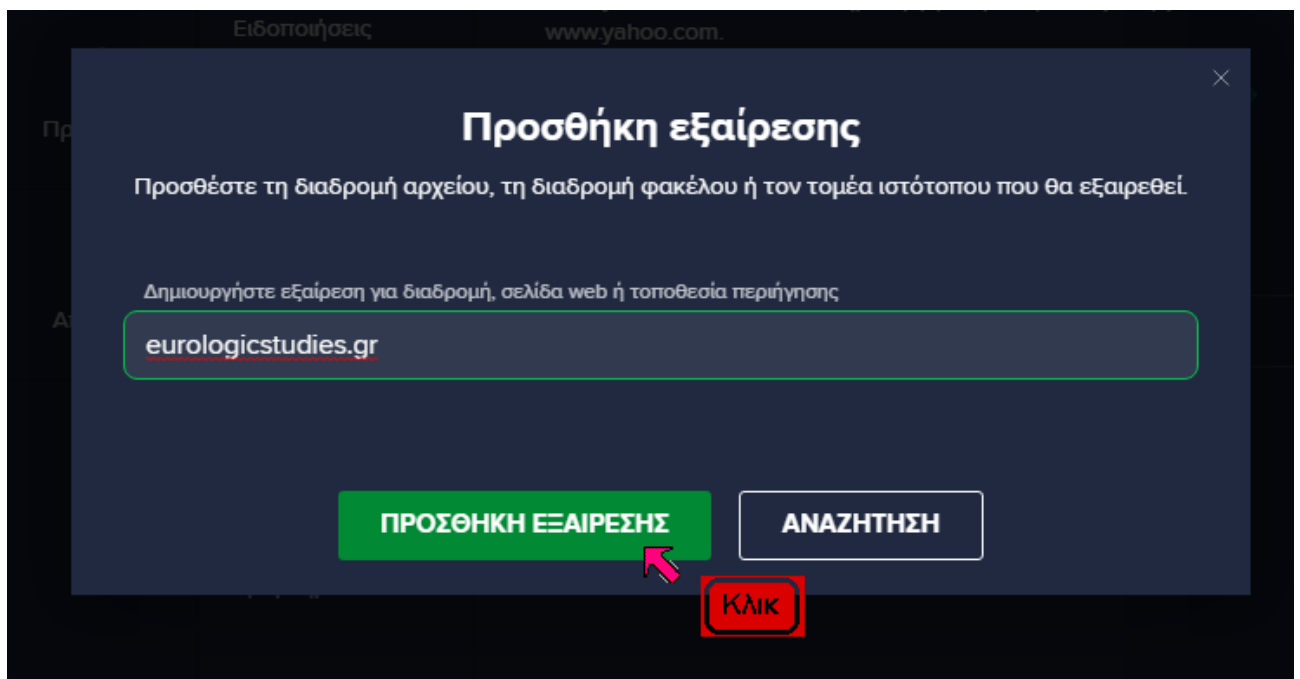 Ειδοποιήσεις
www.yahoo.com.
Προσθήκη εξαίρεσης
Προσθέστε τη διαδρομή αρχείου, τη διαδρομή φακέλου ή τον τομέα ιστότοπου που θα εξαιρεθεί.
Δημιουργήστε εξαίρεση για διαδρομή, σελίδα web ή τοποθεσία περιήγησης
eurologicstudies.gr
ΠΡΟΣΘΗΚΗ ΕΞΑΙΡΕΣΗΣ
ΑΝΑΖΗΤΗΣΗ
Κλικ